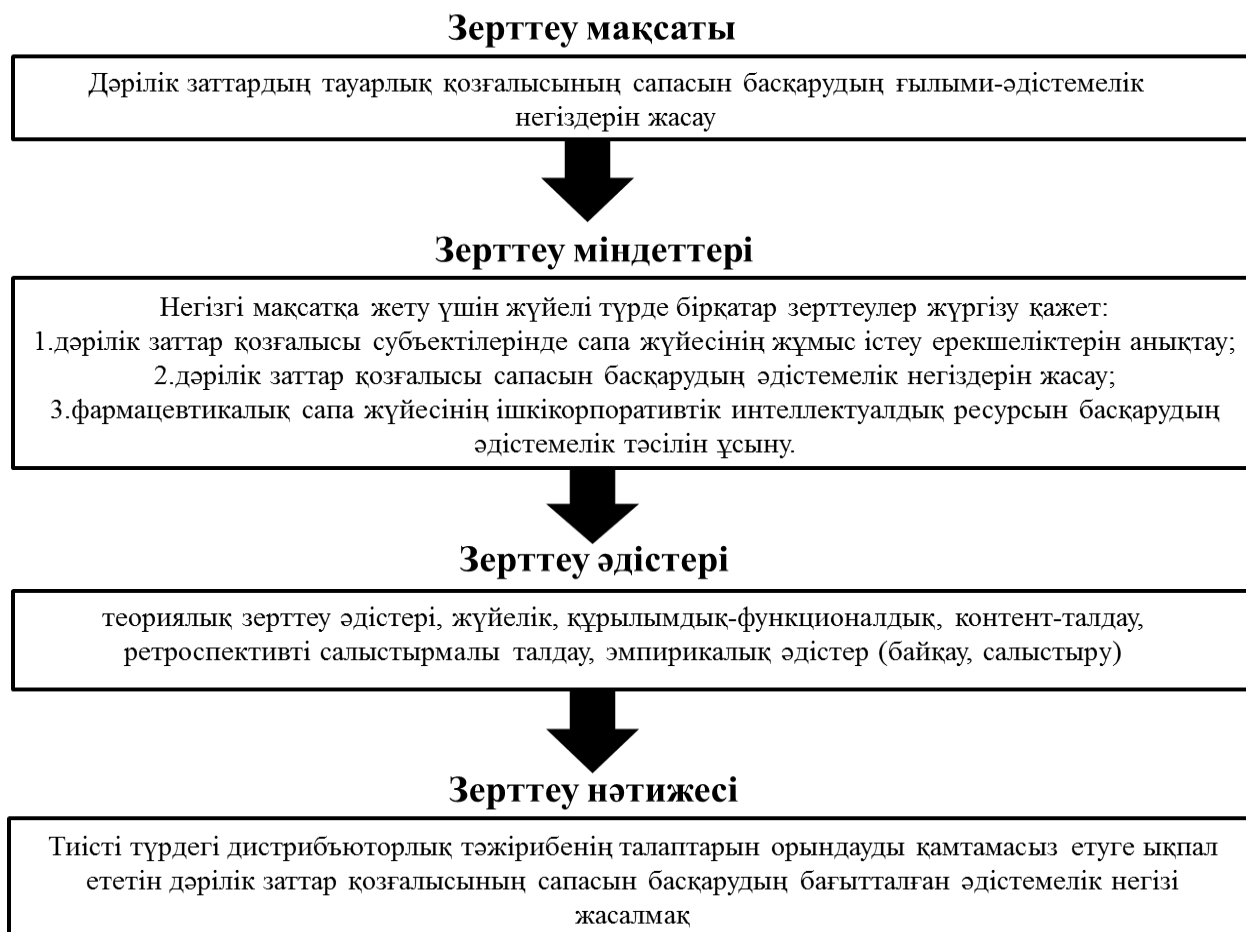 Зерттеу мақсаты
Дәрілік заттардың тауарлық қозғалысының сапасын басқарудың ғылыми-әдістемелік
негіздерін жасау
Зерттеу міндеттері
Негізгі мақсатқа жету үшін жүйелі түрде бірқатар зерттеулер жүргізу қажет:
1.дәрілік заттар қозғалысы субъектілерінде сапа жүйесінің жұмыс істеу ерекшеліктерін анықтау;
2.дәрілік заттар қозғалысы сапасын басқарудың әдістемелік негіздерін жасау;
3.фармацевтикалық сапа жүйесінің ішкікорпоративтік интеллектуалдық ресурсын басқарудың
әдістемелік тәсілін ұсыну.
Зерттеу әдістері
теориялық зерттеу әдістері, жүйелік, құрылымдық-функционалдық, контент-талдау,
ретроспективті салыстырмалы талдау, эмпирикалық әдістер (байқау, салыстыру)
Зерттеу нәтижесі
Тиісті түрдегі дистрибъюторлық тәжірибенің талаптарын орындауды қамтамасыз етуге ықпал
ететін дәрілік заттар қозғалысының сапасын басқарудың бағытталған әдістемелік негізі
жасалмақ